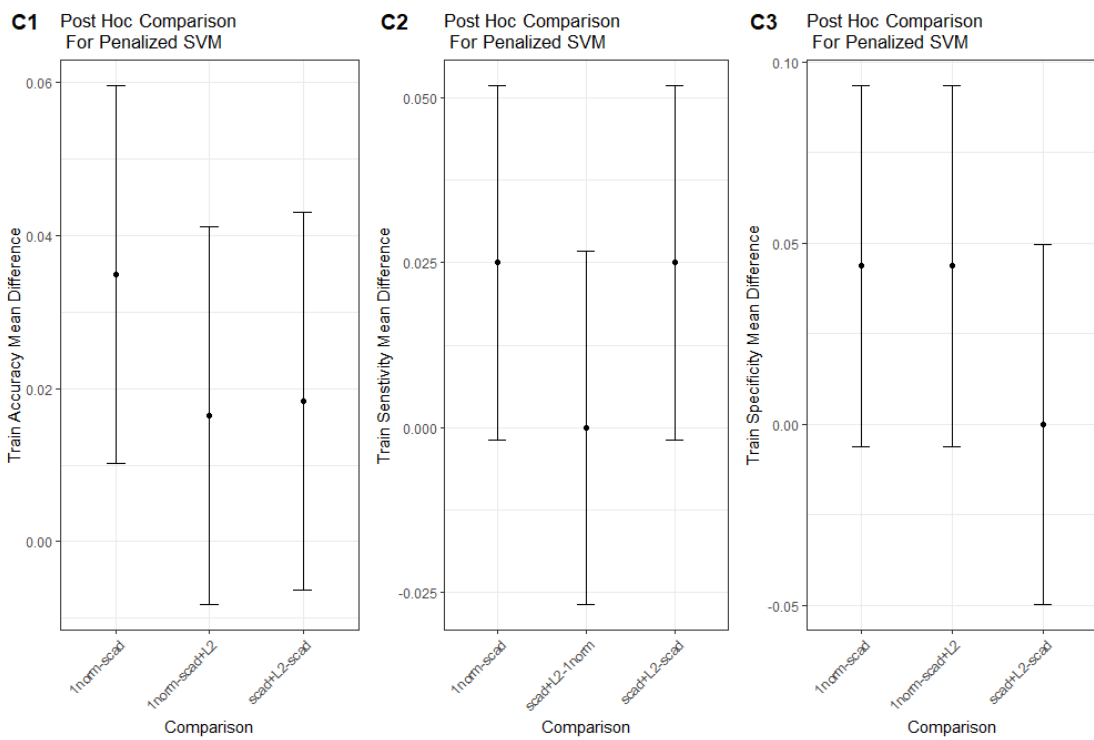 C1
Post Hoc Comparison
For Penalized SVM
Train Accuracy Mean Difference
0.06
0.04
0.02
0.00
1norm-scad
1norm-scad+L2
scad+L2-scad
Comparison
C2
Post Hoc Comparison
For Penalized SVM
Train Senstivity Mean Difference
0.050
0.025
0.000
-0.025
1norm-scad
scad+L2-1norm
scad+L2-scad
Comparison
C3
Post Hoc Comparison
For Penalized SVM
Train Specificity Mean Difference
0.10
0.05
0.00
-0.05
1norm-scad
1norm-scad+L2
scad+L2-scad
Comparison